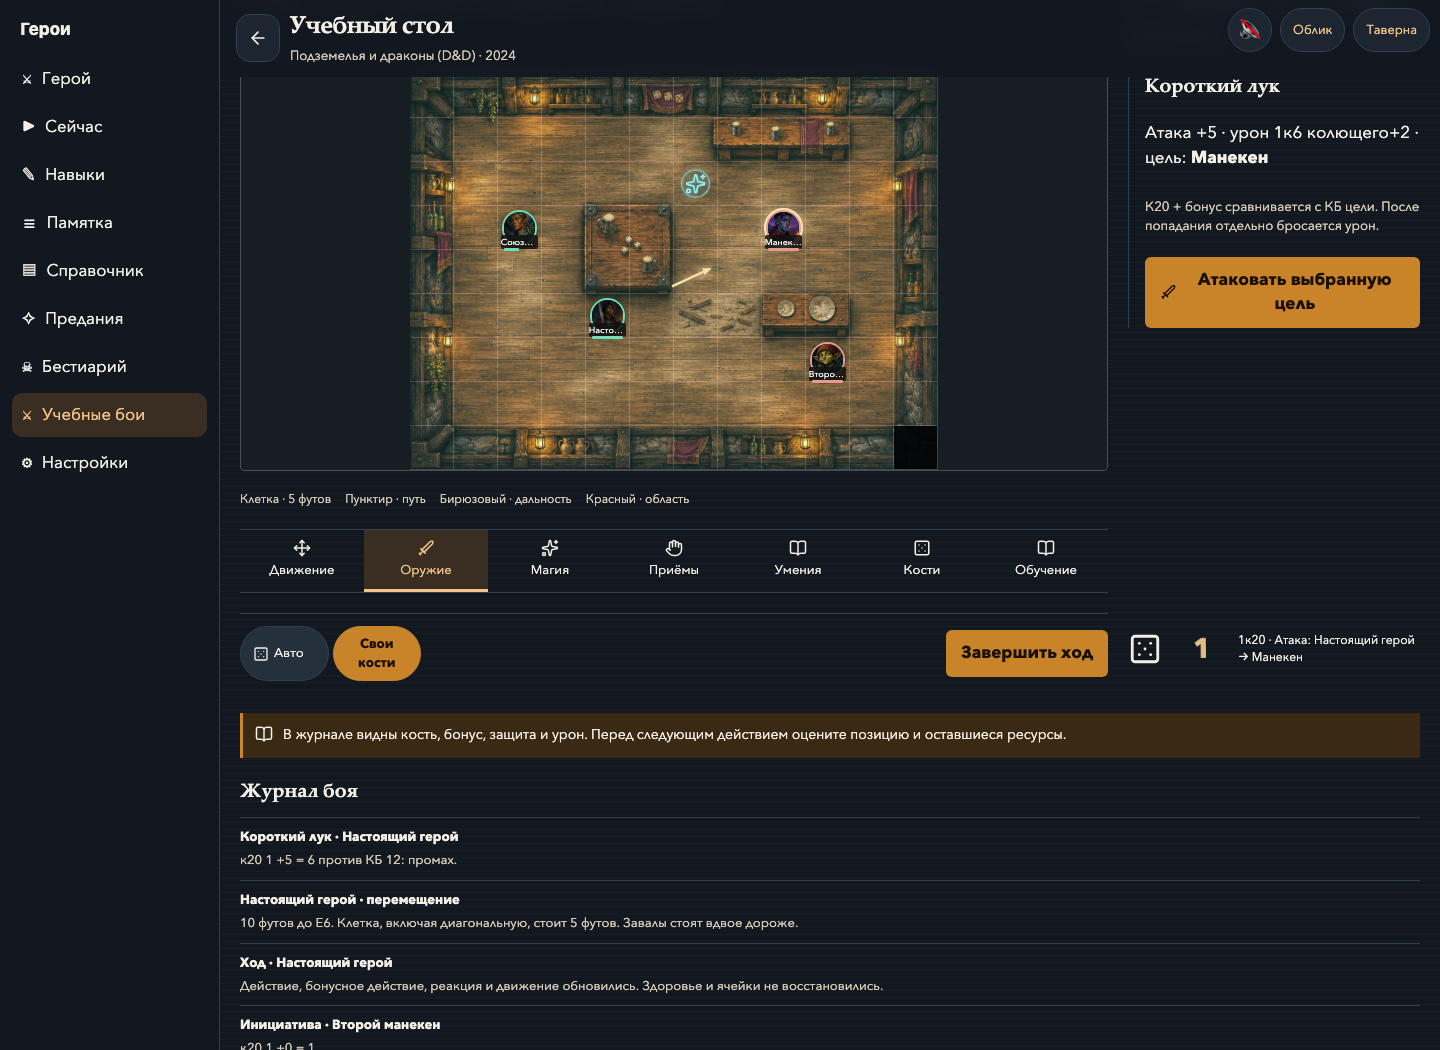 Герои
Герой
Сейчас
Навыки
Памятка
Справочник
Предания
Бестиарий
Учебные бои
Настройки
Учебный стол
Подземелья и драконы (D&D) · 2024
Облик
Таверна
Союз...
Манек...
Насто...
Второ...
Короткий лук
Атака +5 · урон 1к6 колющего+2 ·
цель: Манекен
К20 + бонус сравнивается с КБ цели. После
попадания отдельно бросается урон.
Атаковать выбранную
цель
Клетка · 5 футов Пунктир · путь Бирюзовый · дальность Красный · область
Движение
Оружие
Магия
Приёмы
Умения
Кости
Обучение
Авто
Свои
кости
Завершить ход
1
1к20 · Атака: Настоящий герой
→ Манекен
В журнале видны кость, бонус, защита и урон. Перед следующим действием оцените позицию и оставшиеся ресурсы.
Журнал боя
Короткий лук · Настоящий герой
к20 1 +5 = 6 против КБ 12: промах.
Настоящий герой · перемещение
10 футов до E6. Клетка, включая диагональную, стоит 5 футов. Завалы стоят вдвое дороже.
Ход · Настоящий герой
Действие, бонусное действие, реакция и движение обновились. Здоровье и ячейки не восстановились.
Инициатива · Второй манекен
к20 1 +0 = 1